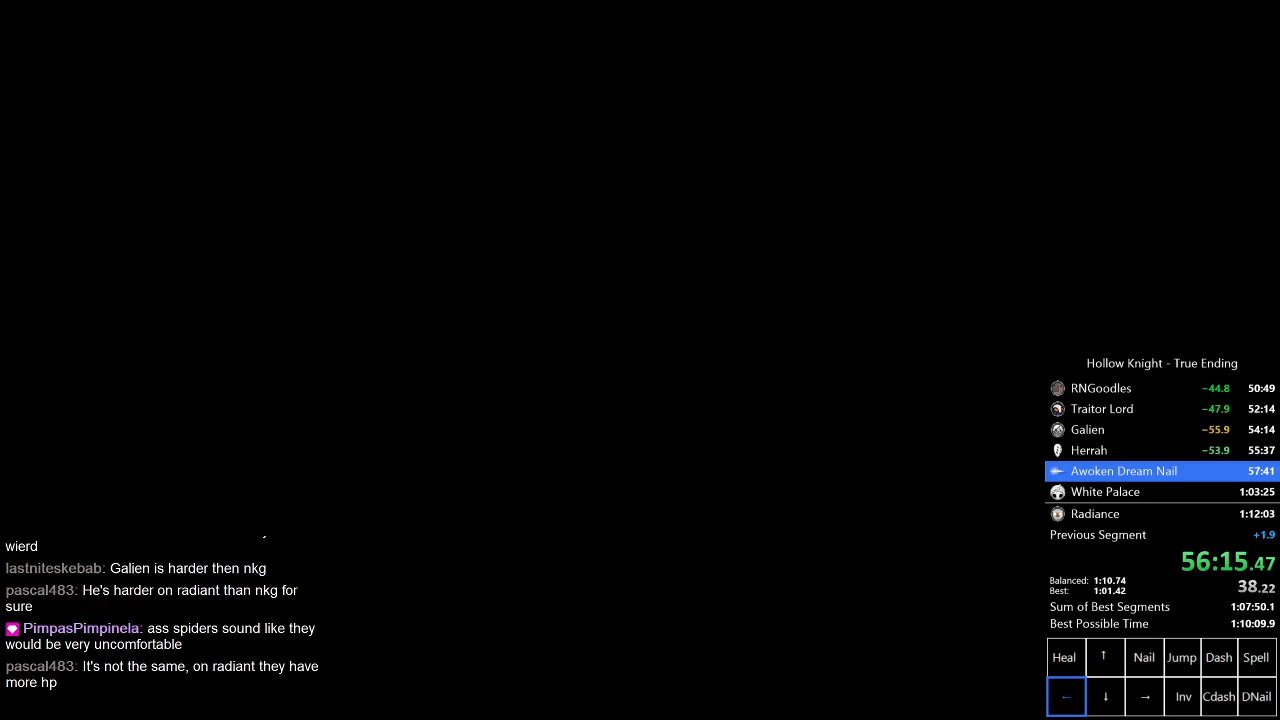 wierd
lastniteskebab: Galien is harder then nkg
pascal483: He's harder on radiant than nkg for
sure
PimpasPimpinela: ass spiders sound like they
would be very uncomfortable
pascal483: It's not the same, on radiant they have
more hp
Hollow Knight - True Ending
RNGoodles −44.8 50:49
Traitor Lord −47.9 52:14
Galien −55.9 54:14
Herrah −53.9 55:37
Awoken Dream Nail 57:41
White Palace 1:03:25
Radiance 1:12:03
Previous Segment +1.9
56:15.47
Balanced: 1:10.74
Best: 1:01.42
38.22
Sum of Best Segments 1:07:50.1
Best Possible Time 1:10:09.9
Heal ↑ Nail Jump Dash Spell
← ↓ → Inv Cdash DNail